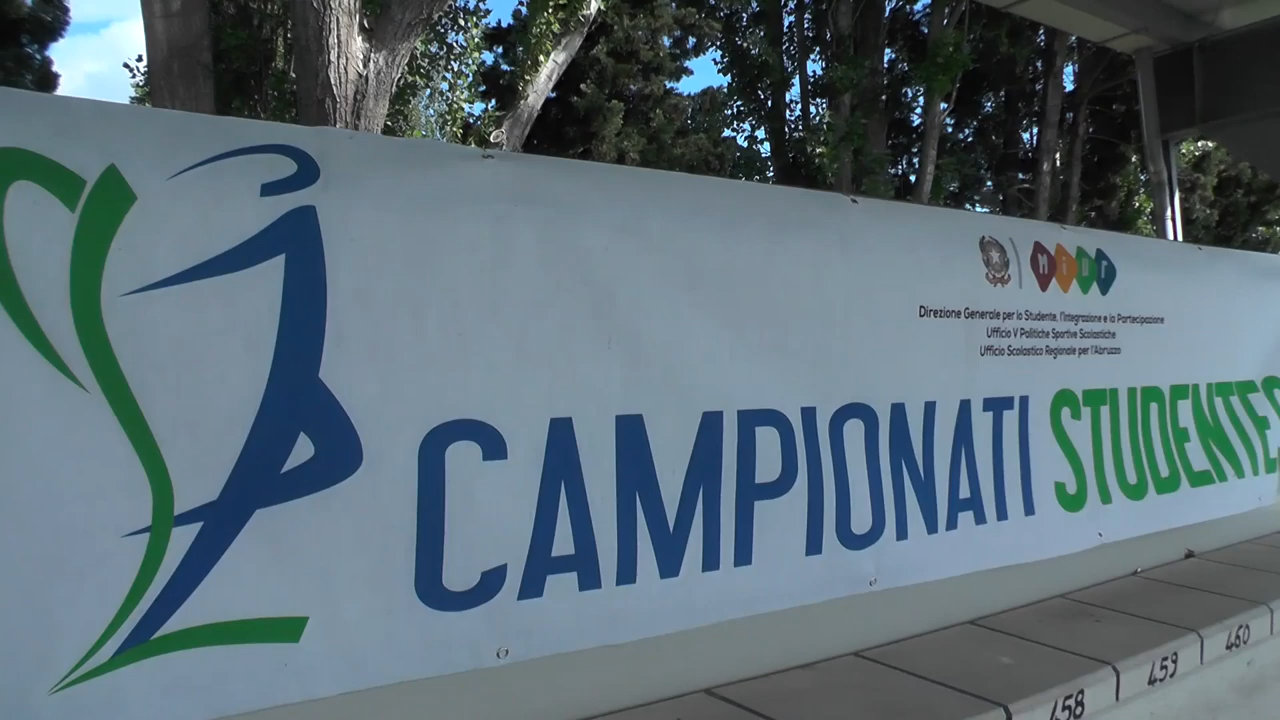 miur
Direzione Generale per lo Studente, l'Integrazione e la Partecipazione
Ufficio V Politiche Sportive Scolastiche
Ufficio Scolastico Regionale per l'Abruzzo
CAMPIONATI STUDENTES
458 459 460